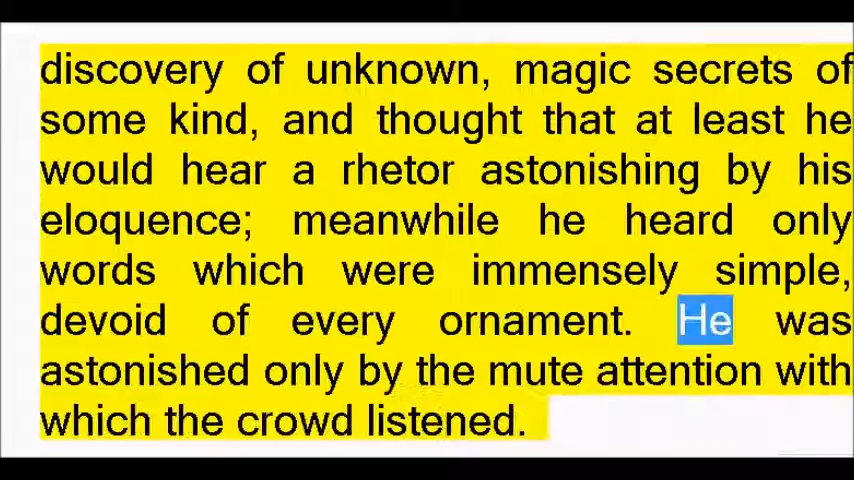 discovery of unknown, magic secrets of
some kind, and thought that at least he
would hear a rhetor astonishing by his
eloquence; meanwhile he heard only
words which were immensely simple,
devoid of every ornament. He was
astonished only by the mute attention with
which the crowd listened.